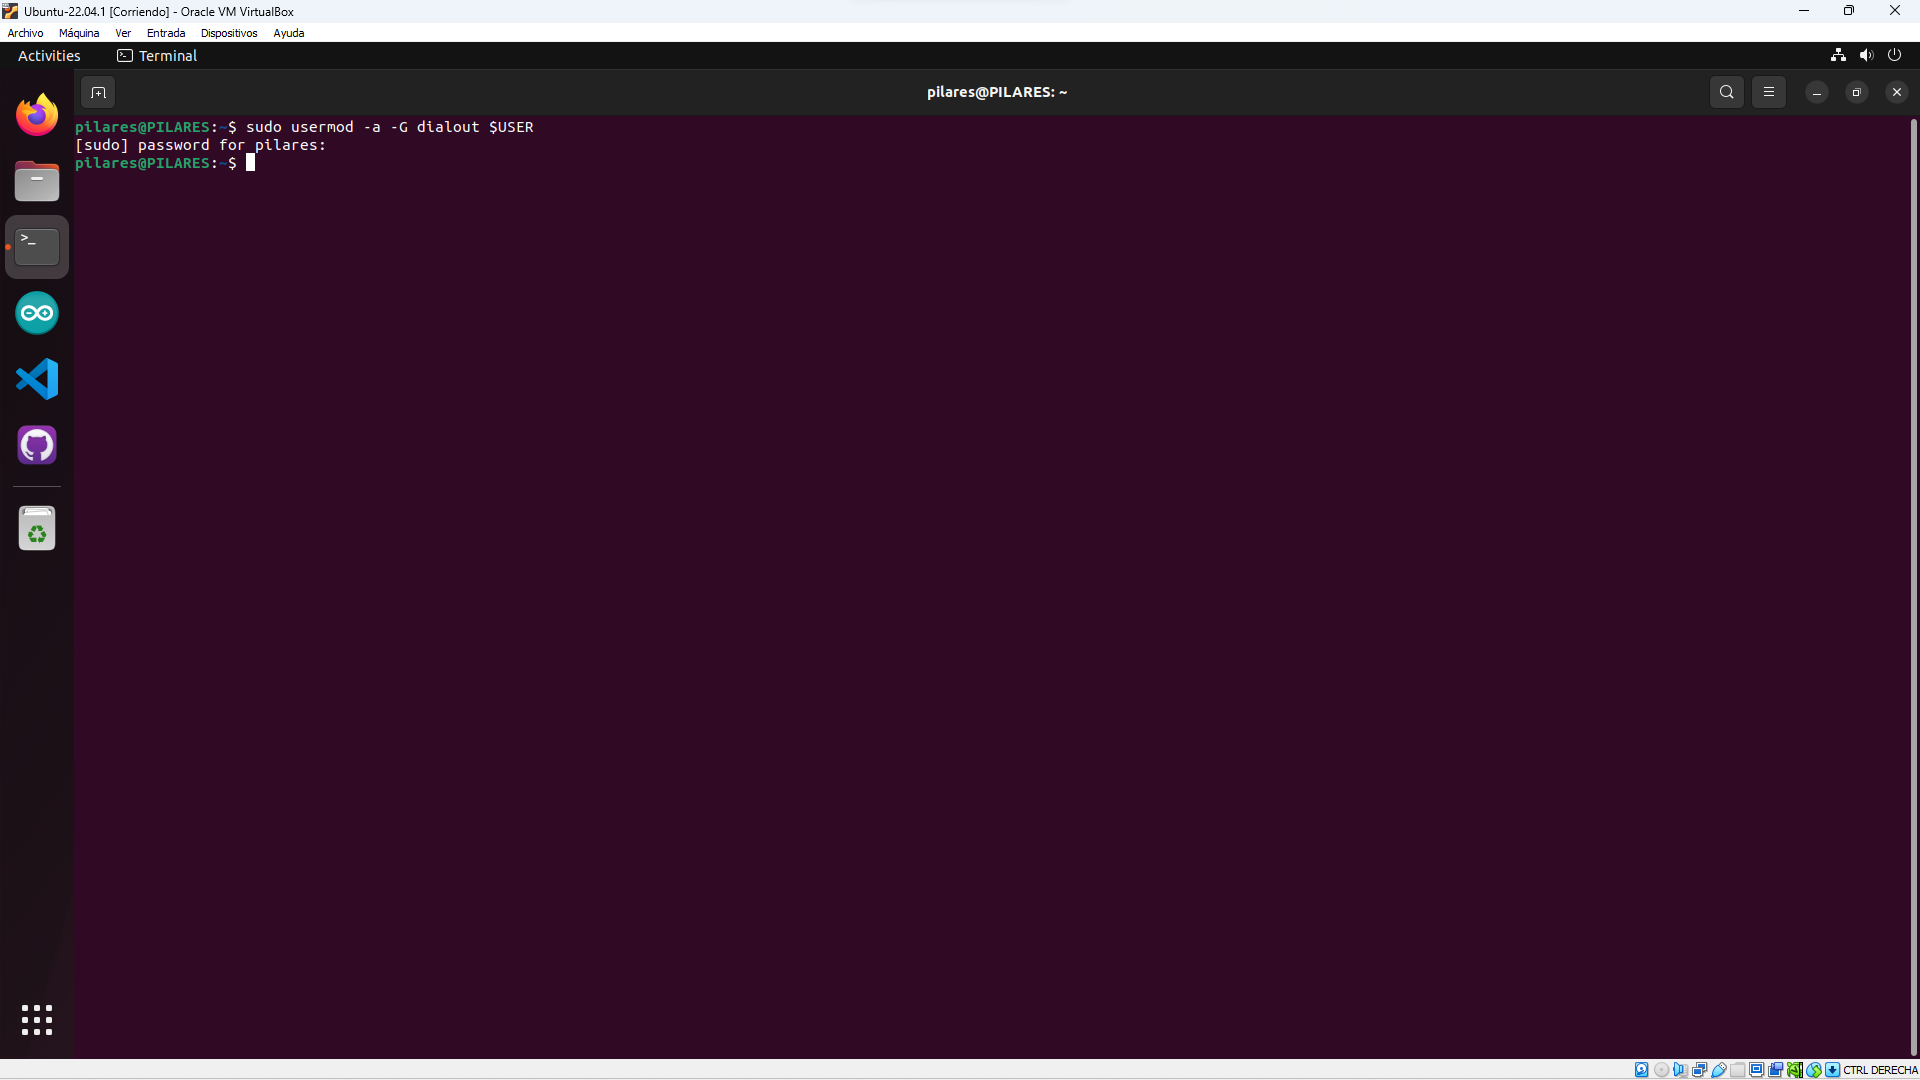 Ubuntu-22.04.1 [Corriendo] - Oracle VM VirtualBox
Archivo Máquina Ver Entrada Dispositivos Ayuda
Activities Terminal
pilares@PILARES: ~
pilares@PILARES:~$ sudo usermod -a -G dialout $USER
[sudo] password for pilares:
pilares@PILARES:~$
CTRL DERECHA